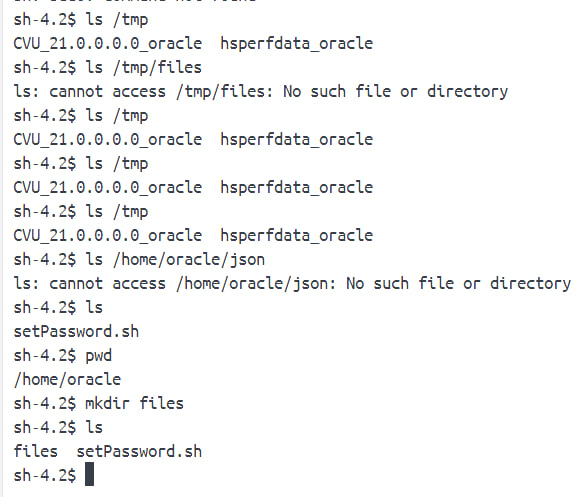 sh-4.2$ ls /tmp
CVU_21.0.0.0.0_oracle  hsperfdata_oracle
sh-4.2$ ls /tmp/files
ls: cannot access /tmp/files: No such file or directory
sh-4.2$ ls /tmp
CVU_21.0.0.0.0_oracle  hsperfdata_oracle
sh-4.2$ ls /tmp
CVU_21.0.0.0.0_oracle  hsperfdata_oracle
sh-4.2$ ls /tmp
CVU_21.0.0.0.0_oracle  hsperfdata_oracle
sh-4.2$ ls /home/oracle/json
ls: cannot access /home/oracle/json: No such file or directory
sh-4.2$ ls
setPassword.sh
sh-4.2$ pwd
/home/oracle
sh-4.2$ mkdir files
sh-4.2$ ls
files  setPassword.sh
sh-4.2$